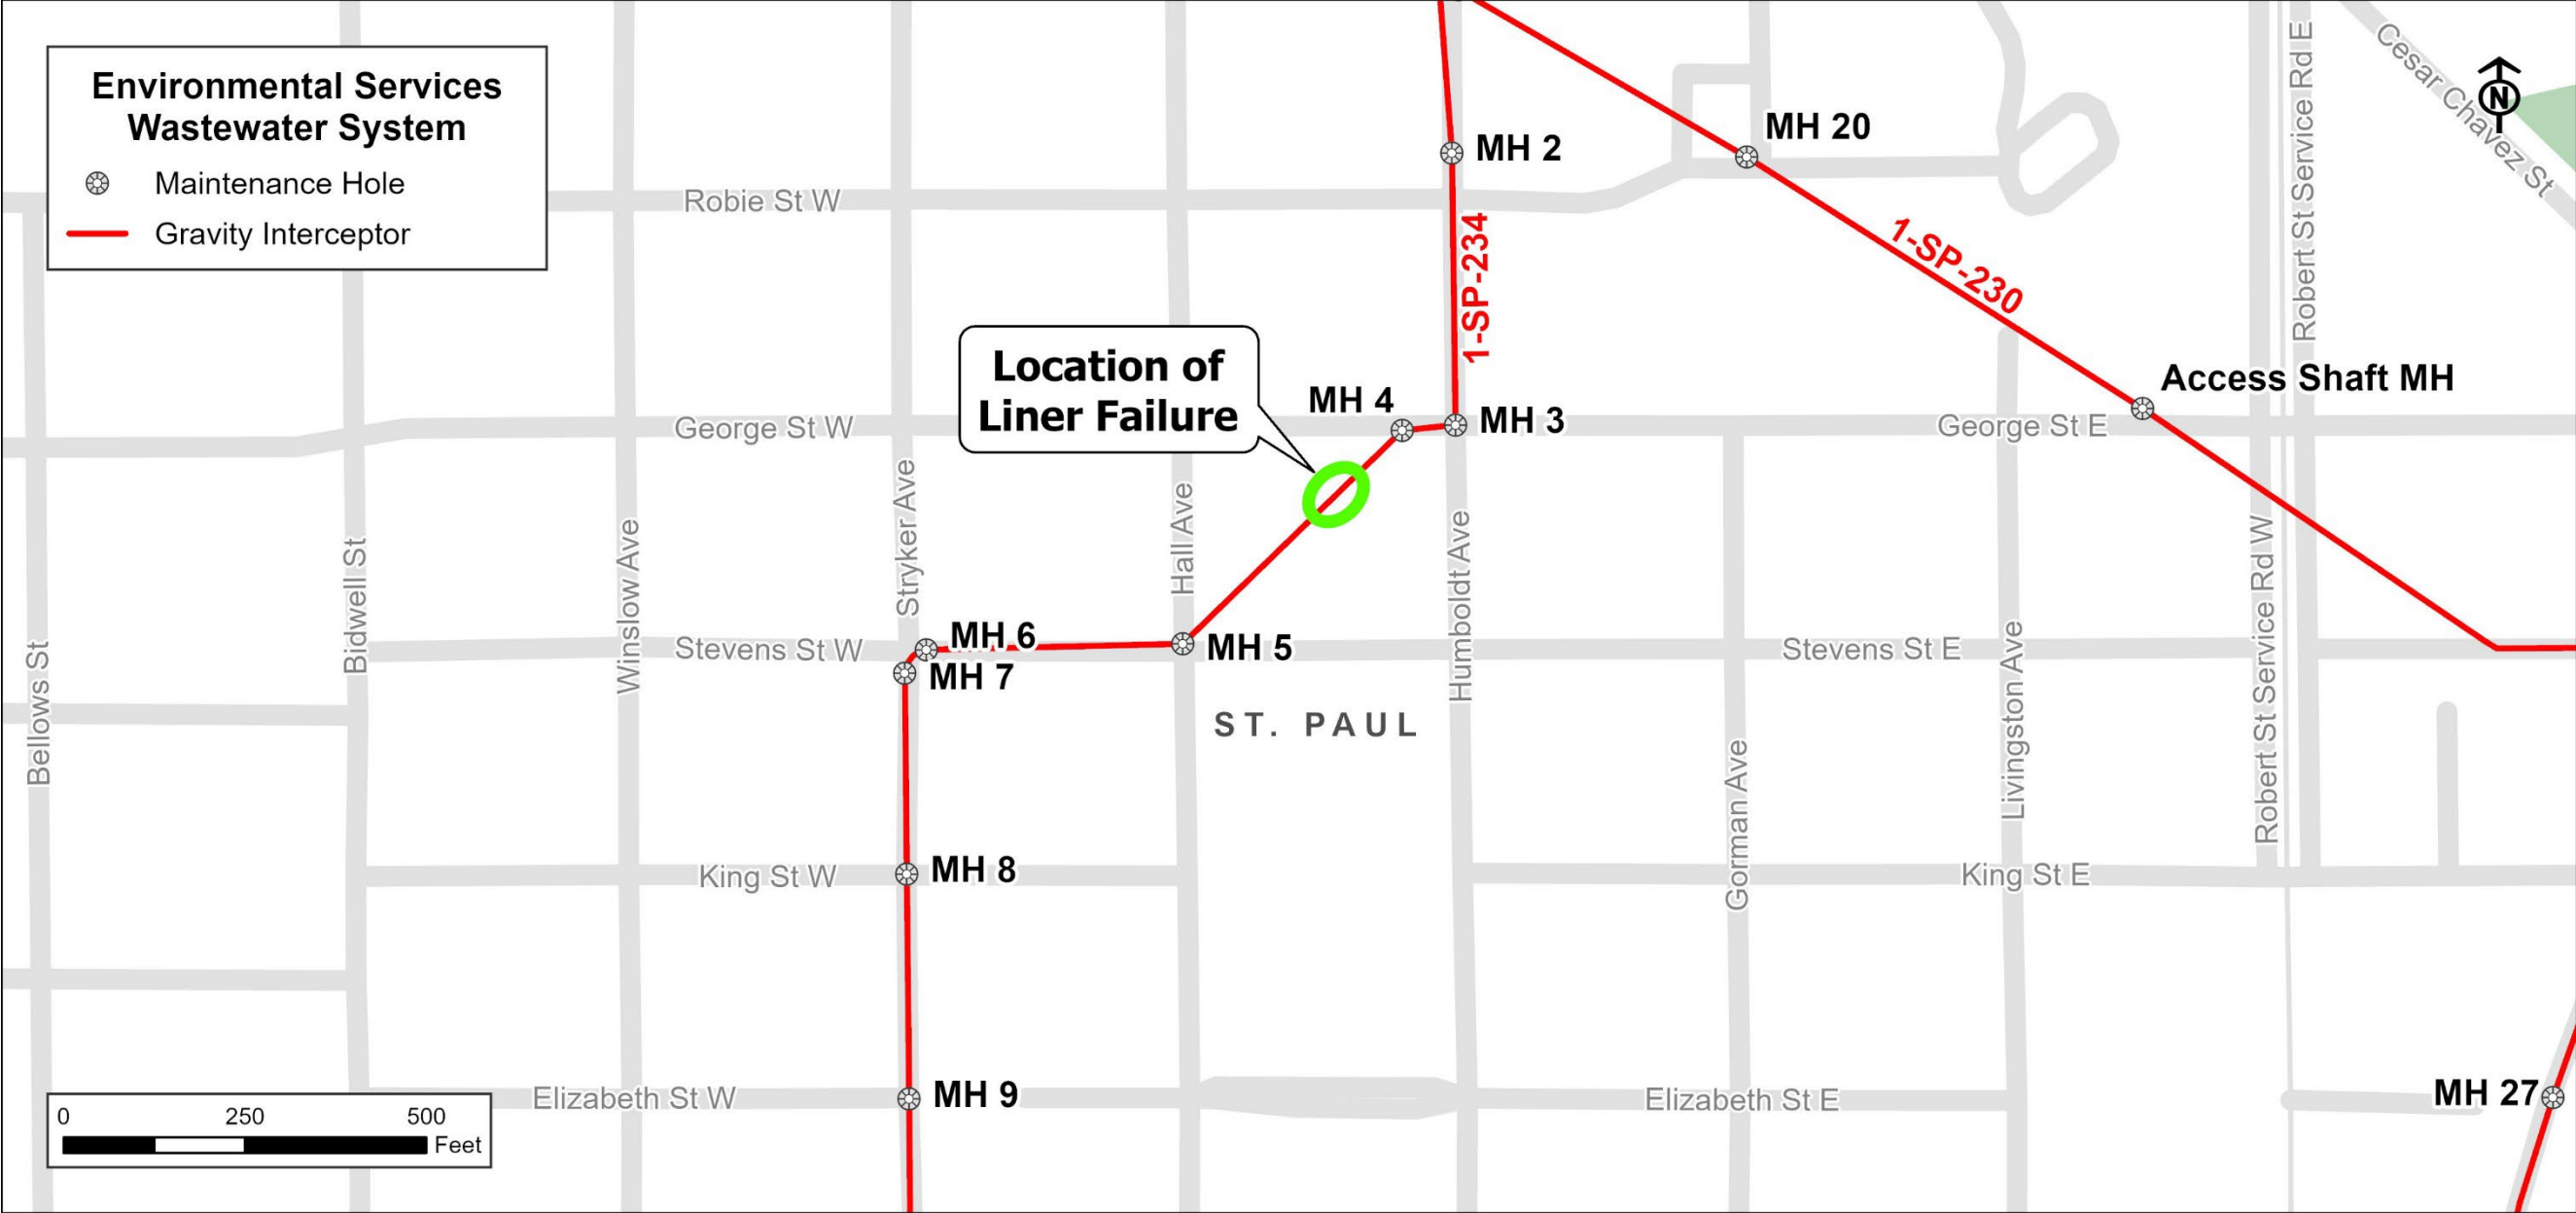 Environmental Services
Wastewater System
Maintenance Hole
Gravity Interceptor
Robert St Service Rd E
Cesar Chavez St
N
MH 20
MH 2
Robie St W
1-SP-234
1-SP-230
Location of
Liner Failure
MH 4
MH 3
Access Shaft MH
George St W
George St E
Stryker Ave
Hall Ave
Humboldt Ave
Winslow Ave
Bidwell St
Bellows St
Robert St Service Rd W
MH 6
Stevens St W
MH 5
Stevens St E
MH 7
Livingston Ave
ST. PAUL
Gorman Ave
MH 8
King St W
King St E
MH 9
Elizabeth St W
Elizabeth St E
MH 27
0 250 500
Feet